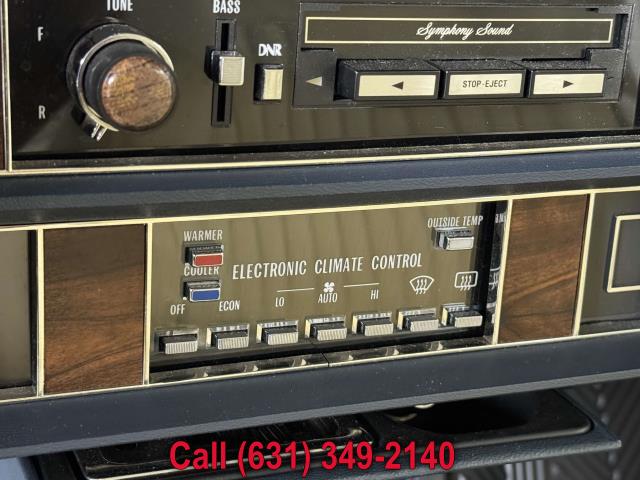 TONE
BASS
F
R
DNR
Symphony Sound
STOP-EJECT
WARMER
COOLER
OUTSIDE TEMP
ELECTRONIC CLIMATE CONTROL
OFF ECON LO AUTO HI
Call (631) 349-2140